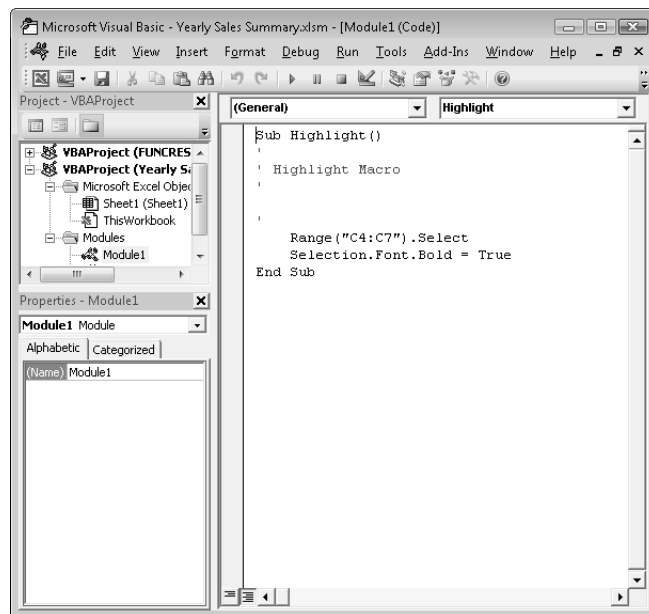 Microsoft Visual Basic - Yearly Sales Summary.xlsm - [Module1 (Code)]
File Edit View Insert Format Debug Run Tools Add-Ins Window Help
Project - VBAProject
VBAProject (FUNCRES
VBAProject (Yearly Sa
Microsoft Excel Objec
Sheet1 (Sheet1)
ThisWorkbook
Modules
Module1
Properties - Module1
Module1 Module
Alphabetic Categorized
(Name) Module1
(General) Highlight
Sub Highlight()
'
' Highlight Macro
'
'
Range("C4:C7").Select
Selection.Font.Bold = True
End Sub